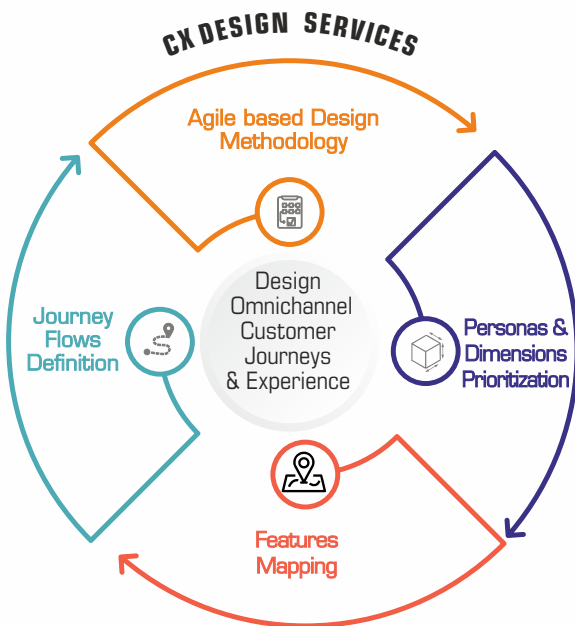 CX DESIGN SERVICES
Agile based Design
Methodology
Design
Omnichannel
Customer
Journeys
& Experience
Personas &
Dimensions
Prioritization
Features
Mapping
Journey
Flows
Definition